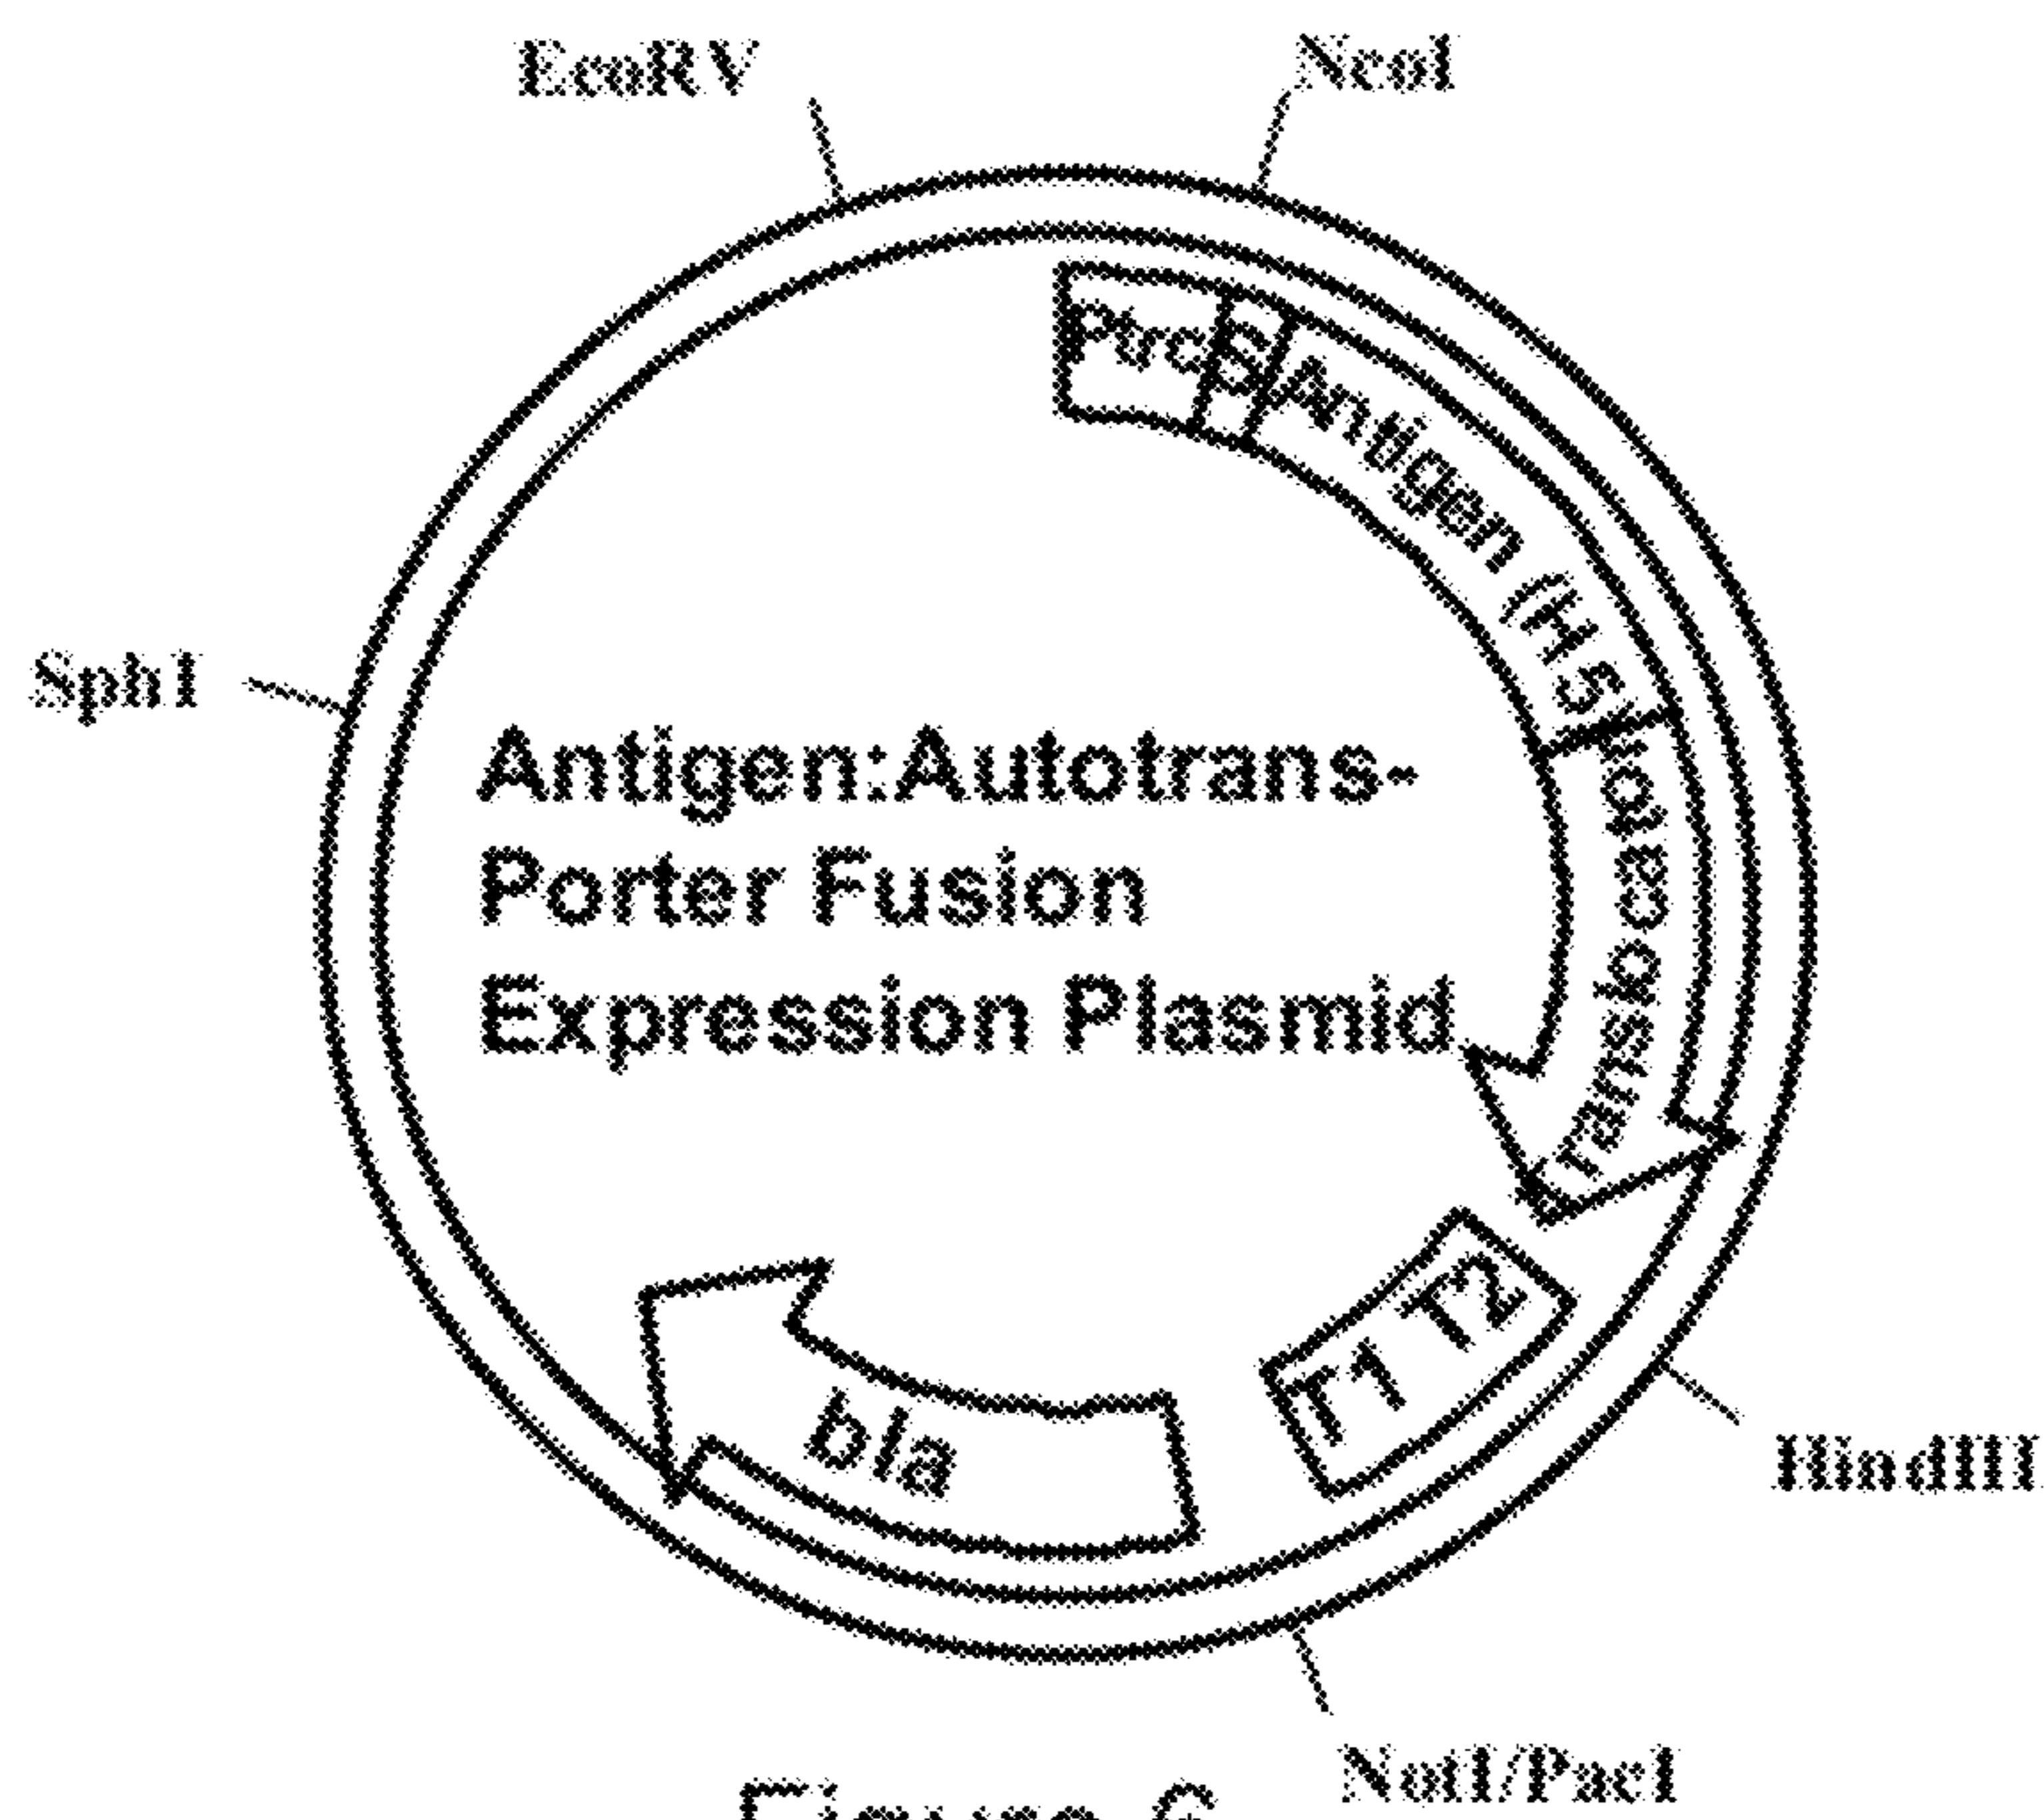 EcoRV
NcoI
Ptrc
Antigen (H5)
SphI
Antigen:Autotrans-
Porter Fusion
Expression Plasmid
Translocator
T1 T2
bla
HindIII
NotI/PacI